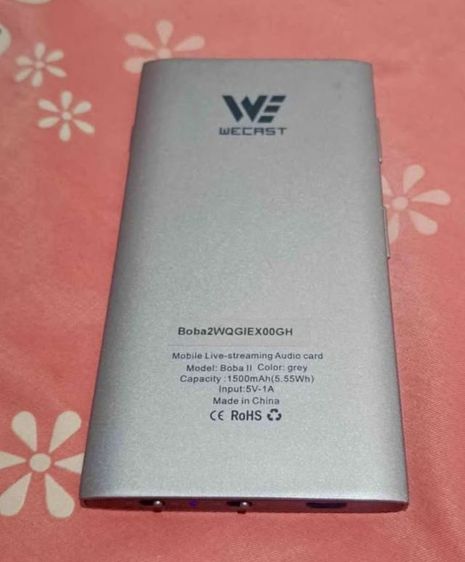 WE
WECAST
Boba2WQGIEX00GH
Mobile Live-streaming Audio card
Model: Boba II Color: grey
Capacity :1500mAh(5.55Wh)
Input:5V-1A
Made in China
CE RoHS